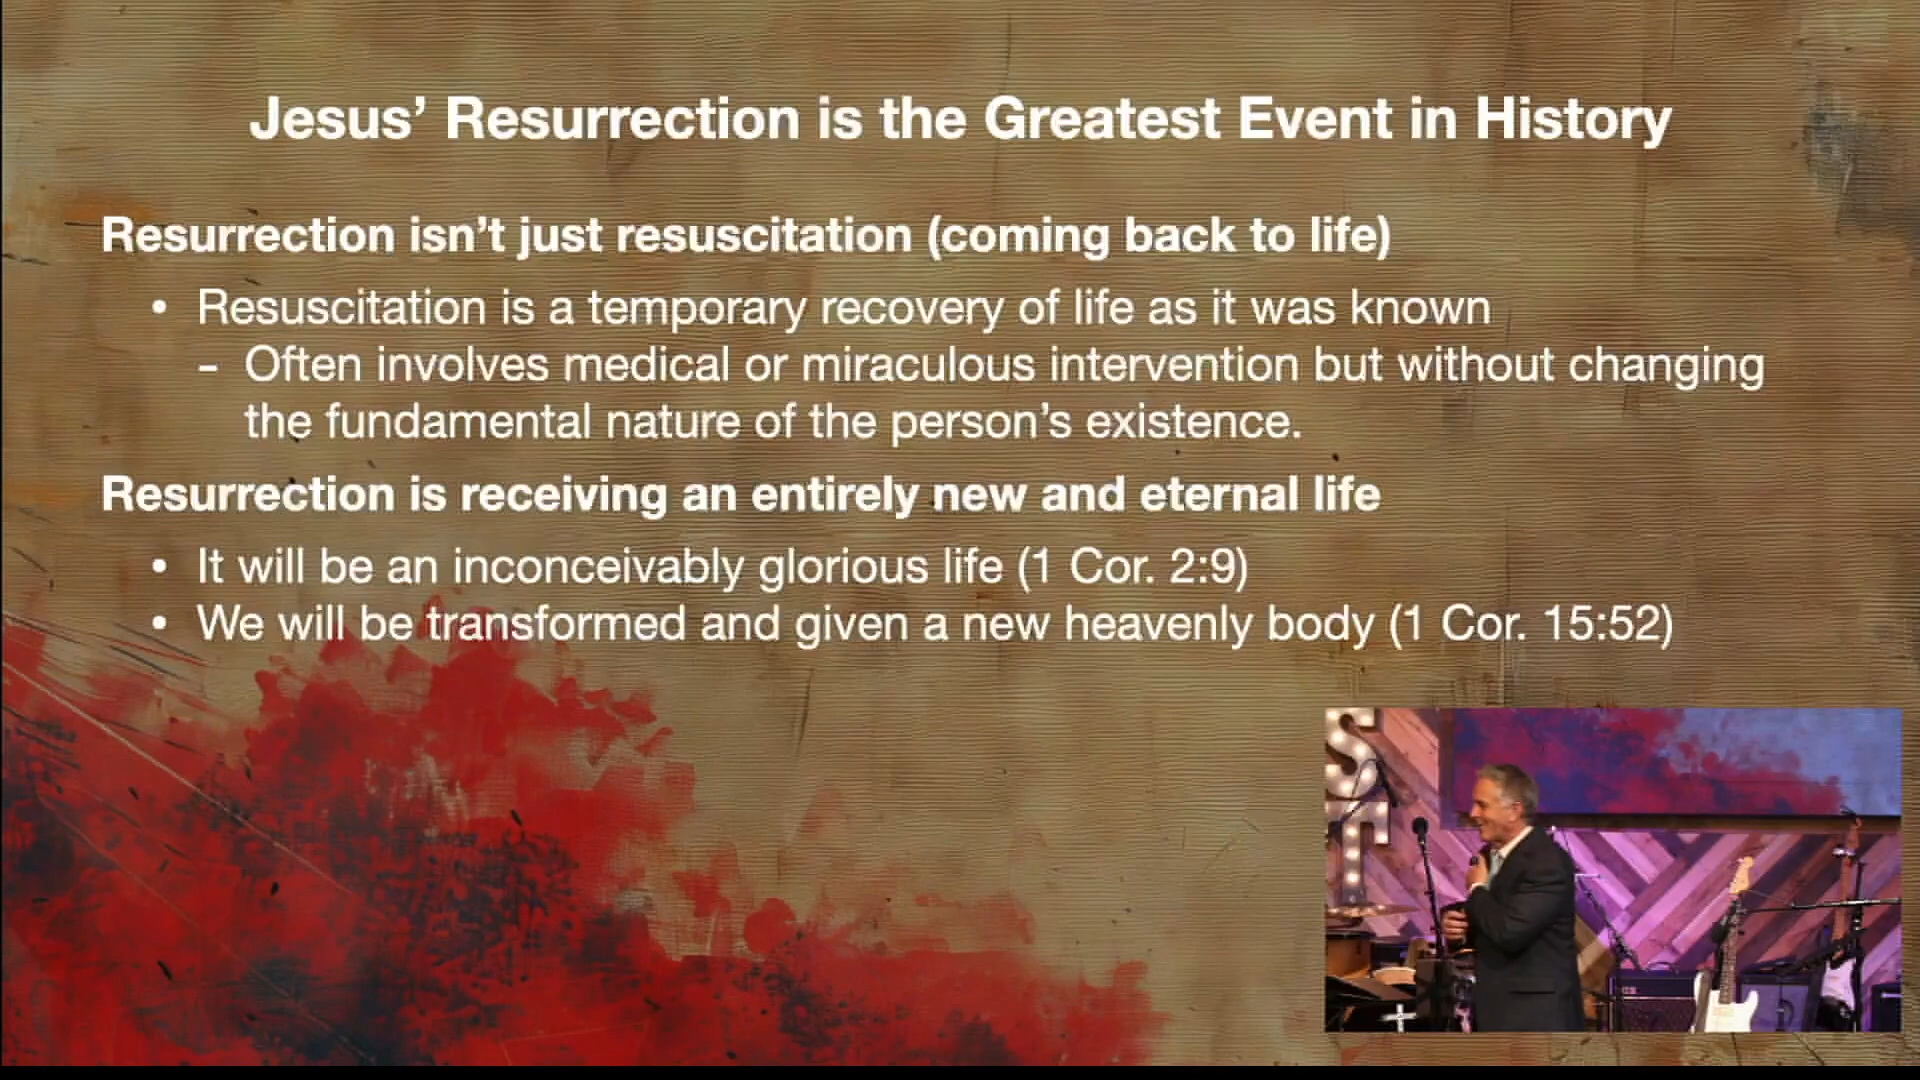 Jesus’ Resurrection is the Greatest Event in History
Resurrection isn’t just resuscitation (coming back to life)
• Resuscitation is a temporary recovery of life as it was known
- Often involves medical or miraculous intervention but without changing
the fundamental nature of the person’s existence.
Resurrection is receiving an entirely new and eternal life
• It will be an inconceivably glorious life (1 Cor. 2:9)
• We will be transformed and given a new heavenly body (1 Cor. 15:52)
S
T